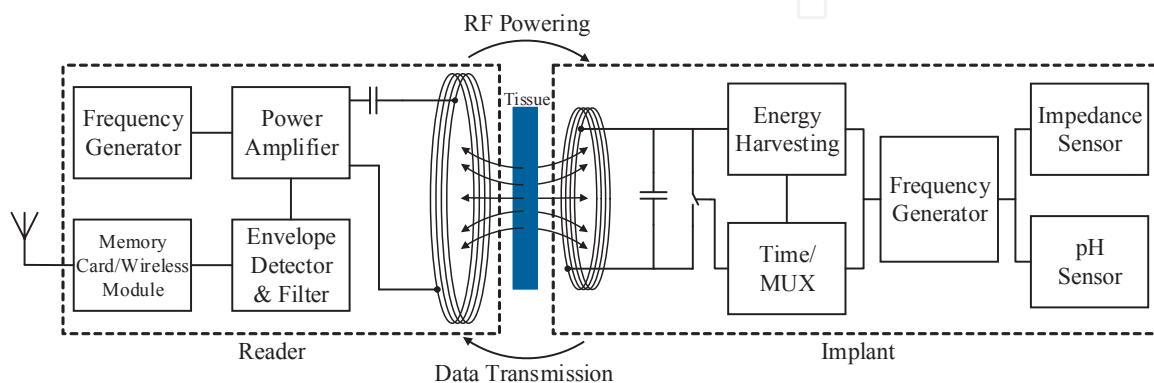 RF Powering
Frequency
Generator
Power
Amplifier
Memory
Card/Wireless
Module
Envelope
Detector
& Filter
Reader
Tissue
Data Transmission
Energy
Harvesting
Time/
MUX
Frequency
Generator
Impedance
Sensor
pH
Sensor
Implant